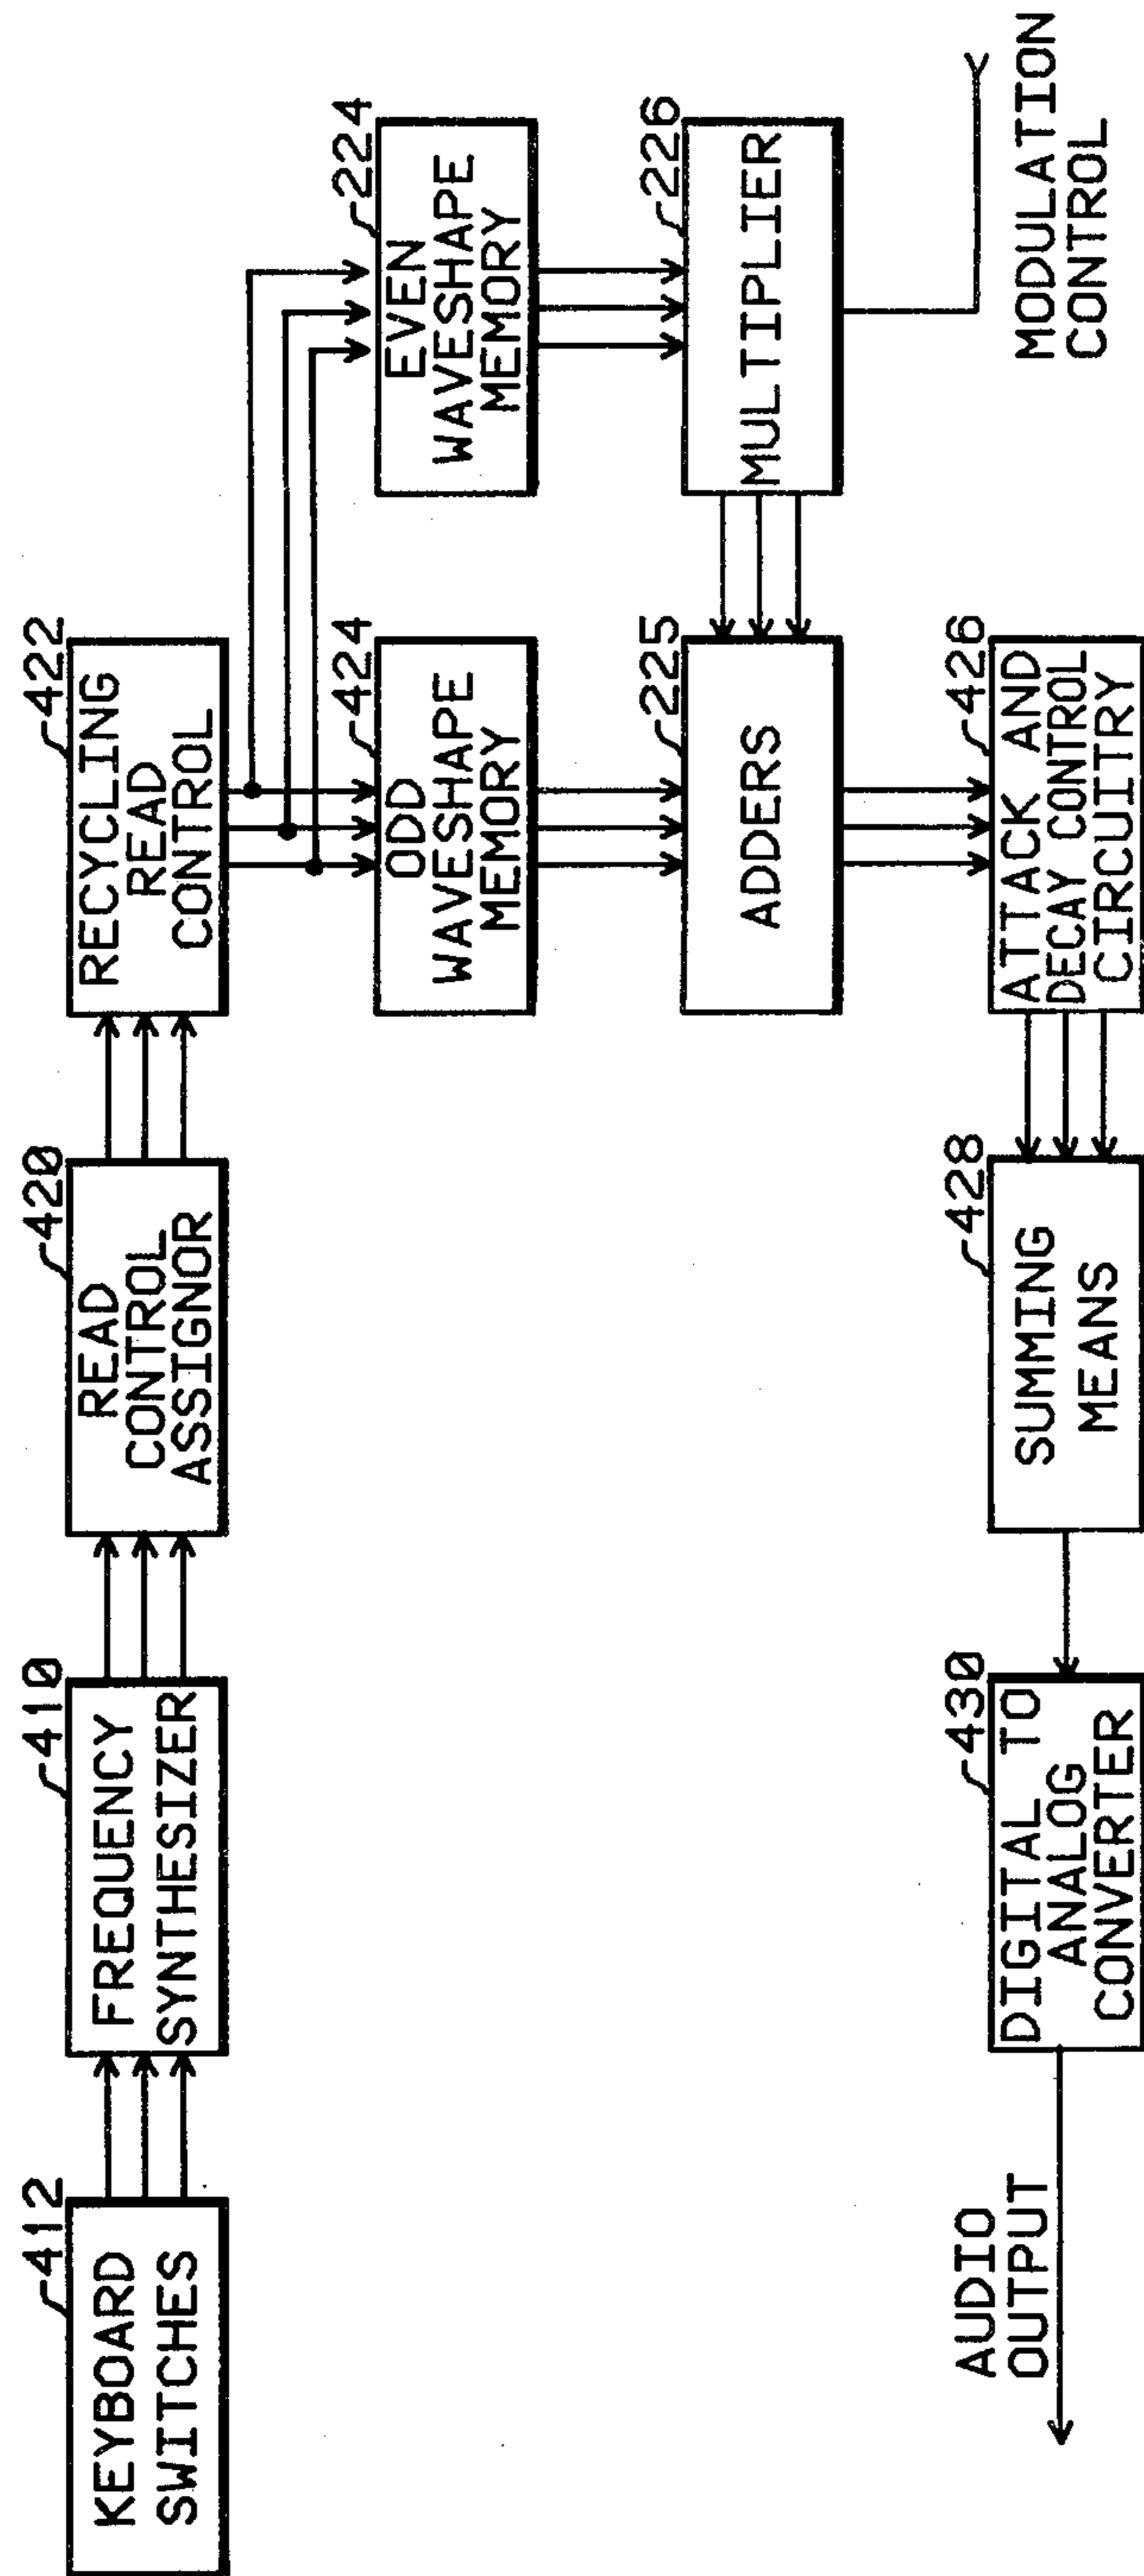 412
KEYBOARD
SWITCHES
410
FREQUENCY
SYNTHESIZER
420
READ
CONTROL
ASSIGNOR
422
RECYCLING
READ
CONTROL
424
ODD
WAVESHAPE
MEMORY
224
EVEN
WAVESHAPE
MEMORY
225
ADDERS
226
MULTIPLIER
MODULATION
CONTROL
426
ATTACK AND
DECAY CONTROL
CIRCUITRY
428
SUMMING
MEANS
430
DIGITAL TO
ANALOG
CONVERTER
AUDIO
OUTPUT